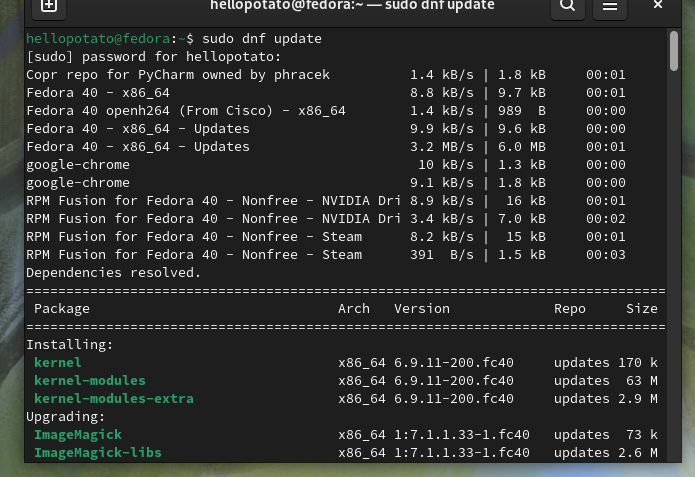 hellopotato@fedora:~ — sudo dnf update
hellopotato@fedora:~$ sudo dnf update
[sudo] password for hellopotato:
Copr repo for PyCharm owned by phracek 1.4 kB/s | 1.8 kB 00:01
Fedora 40 - x86_64 8.8 kB/s | 9.7 kB 00:01
Fedora 40 openh264 (From Cisco) - x86_64 1.4 kB/s | 989 B 00:00
Fedora 40 - x86_64 - Updates 9.9 kB/s | 9.6 kB 00:00
Fedora 40 - x86_64 - Updates 3.2 MB/s | 6.0 MB 00:01
google-chrome 10 kB/s | 1.3 kB 00:00
google-chrome 9.1 kB/s | 1.8 kB 00:00
RPM Fusion for Fedora 40 - Nonfree - NVIDIA Dri 8.9 kB/s | 16 kB 00:01
RPM Fusion for Fedora 40 - Nonfree - NVIDIA Dri 3.4 kB/s | 7.0 kB 00:02
RPM Fusion for Fedora 40 - Nonfree - Steam 8.2 kB/s | 15 kB 00:01
RPM Fusion for Fedora 40 - Nonfree - Steam 391 B/s | 1.5 kB 00:03
Dependencies resolved.
================================================================================
Package Arch Version Repo Size
================================================================================
Installing:
kernel x86_64 6.9.11-200.fc40 updates 170 k
kernel-modules x86_64 6.9.11-200.fc40 updates 63 M
kernel-modules-extra x86_64 6.9.11-200.fc40 updates 2.9 M
Upgrading:
ImageMagick x86_64 1:7.1.1.33-1.fc40 updates 73 k
ImageMagick-libs x86_64 1:7.1.1.33-1.fc40 updates 2.6 M